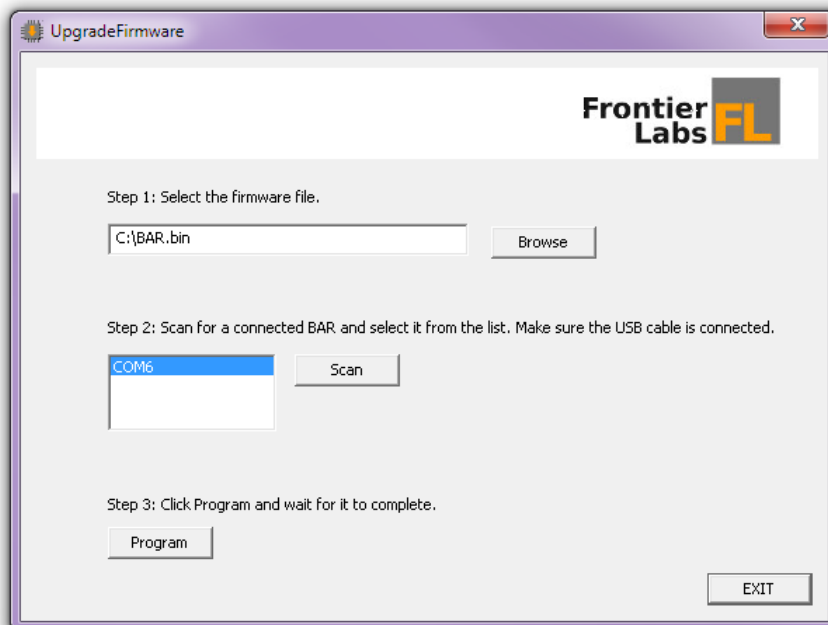 UpgradeFirmware
X
Frontier
Labs
FL
Step 1: Select the firmware file.
C:\BAR.bin
Browse
Step 2: Scan for a connected BAR and select it from the list. Make sure the USB cable is connected.
COM6
Scan
Step 3: Click Program and wait for it to complete.
Program
EXIT